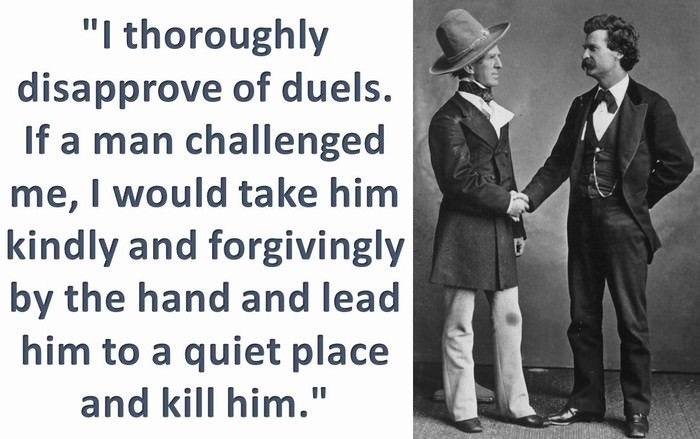 "I thoroughly
disapprove of duels.
If a man challenged
me, I would take him
kindly and forgivingly
by the hand and lead
him to a quiet place
and kill him."